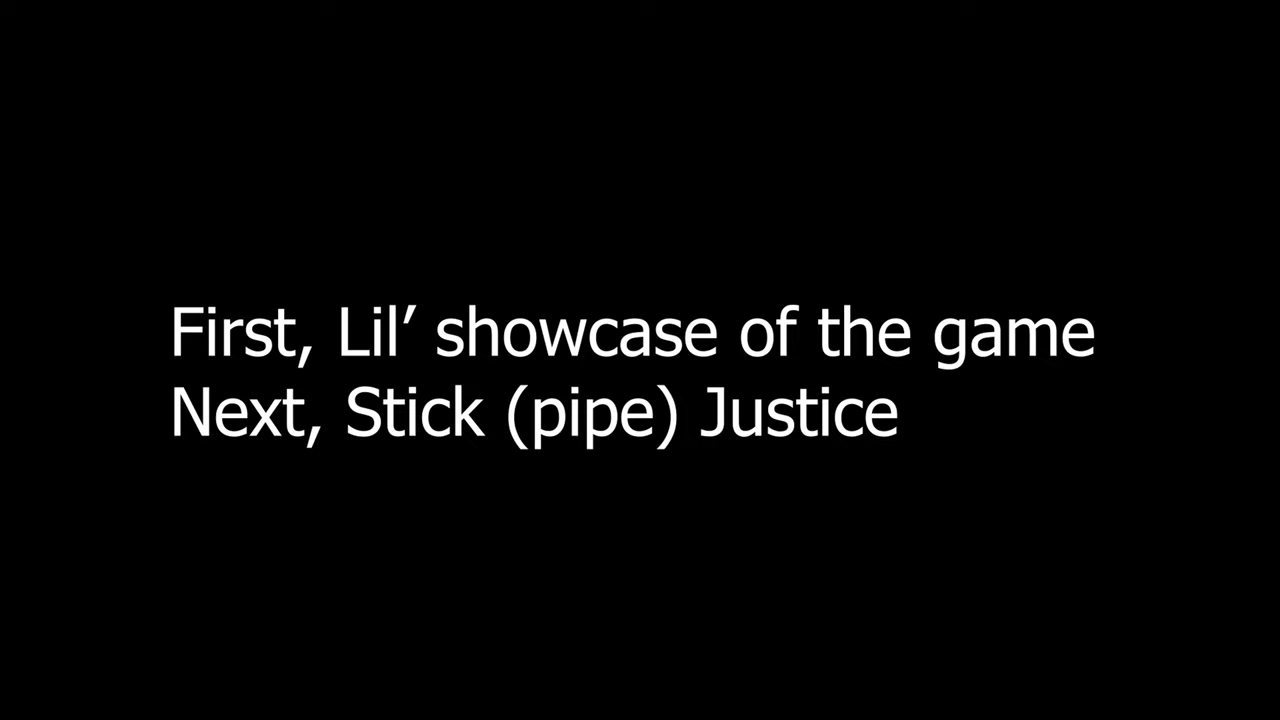 First, Lil’ showcase of the game
Next, Stick (pipe) Justice